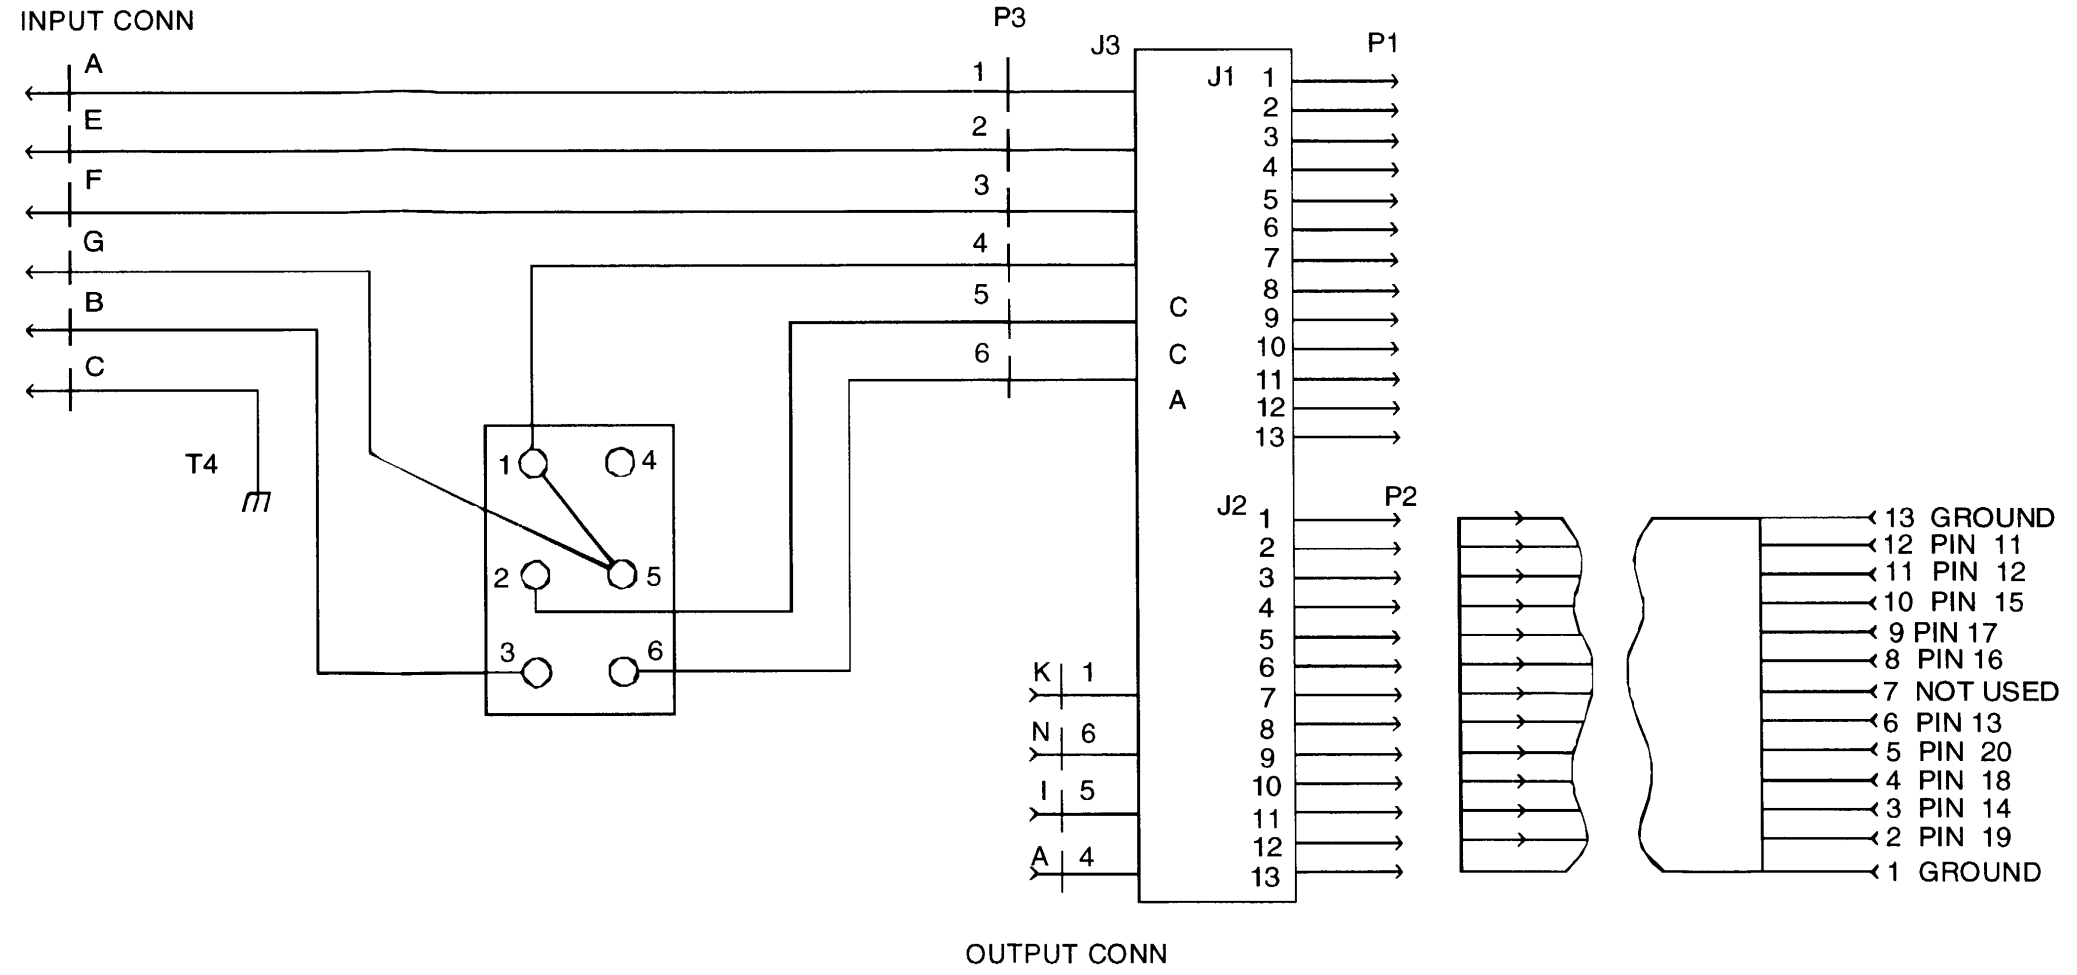 INPUT CONN
P3
J3
P1
A
1
E
2
F
3
G
4
B
5
C
6
J1 1
2
3
4
5
6
7
8
9
10
11
12
13
C
C
A
T4
1
4
2
5
3
6
J2
P2
1
2
3
4
5
6
7
8
9
10
11
12
13
K 1
N 6
I 5
A 4
13 GROUND
12 PIN 11
11 PIN 12
10 PIN 15
9 PIN 17
8 PIN 16
7 NOT USED
6 PIN 13
5 PIN 20
4 PIN 18
3 PIN 14
2 PIN 19
1 GROUND
OUTPUT CONN